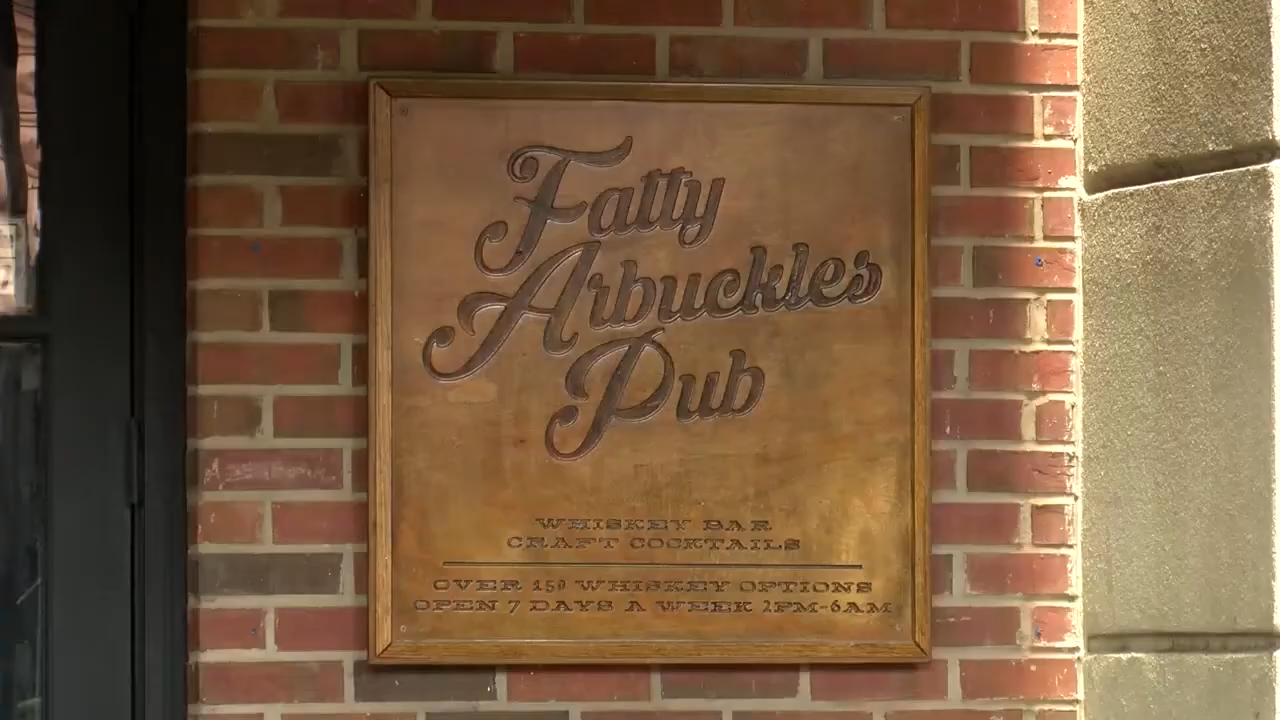 Fatty
Arbuckles
Pub
WHISKEY BAR
CRAFT COCKTAILS
OVER 150 WHISKEY OPTIONS
OPEN 7 DAYS A WEEK 2PM-6AM